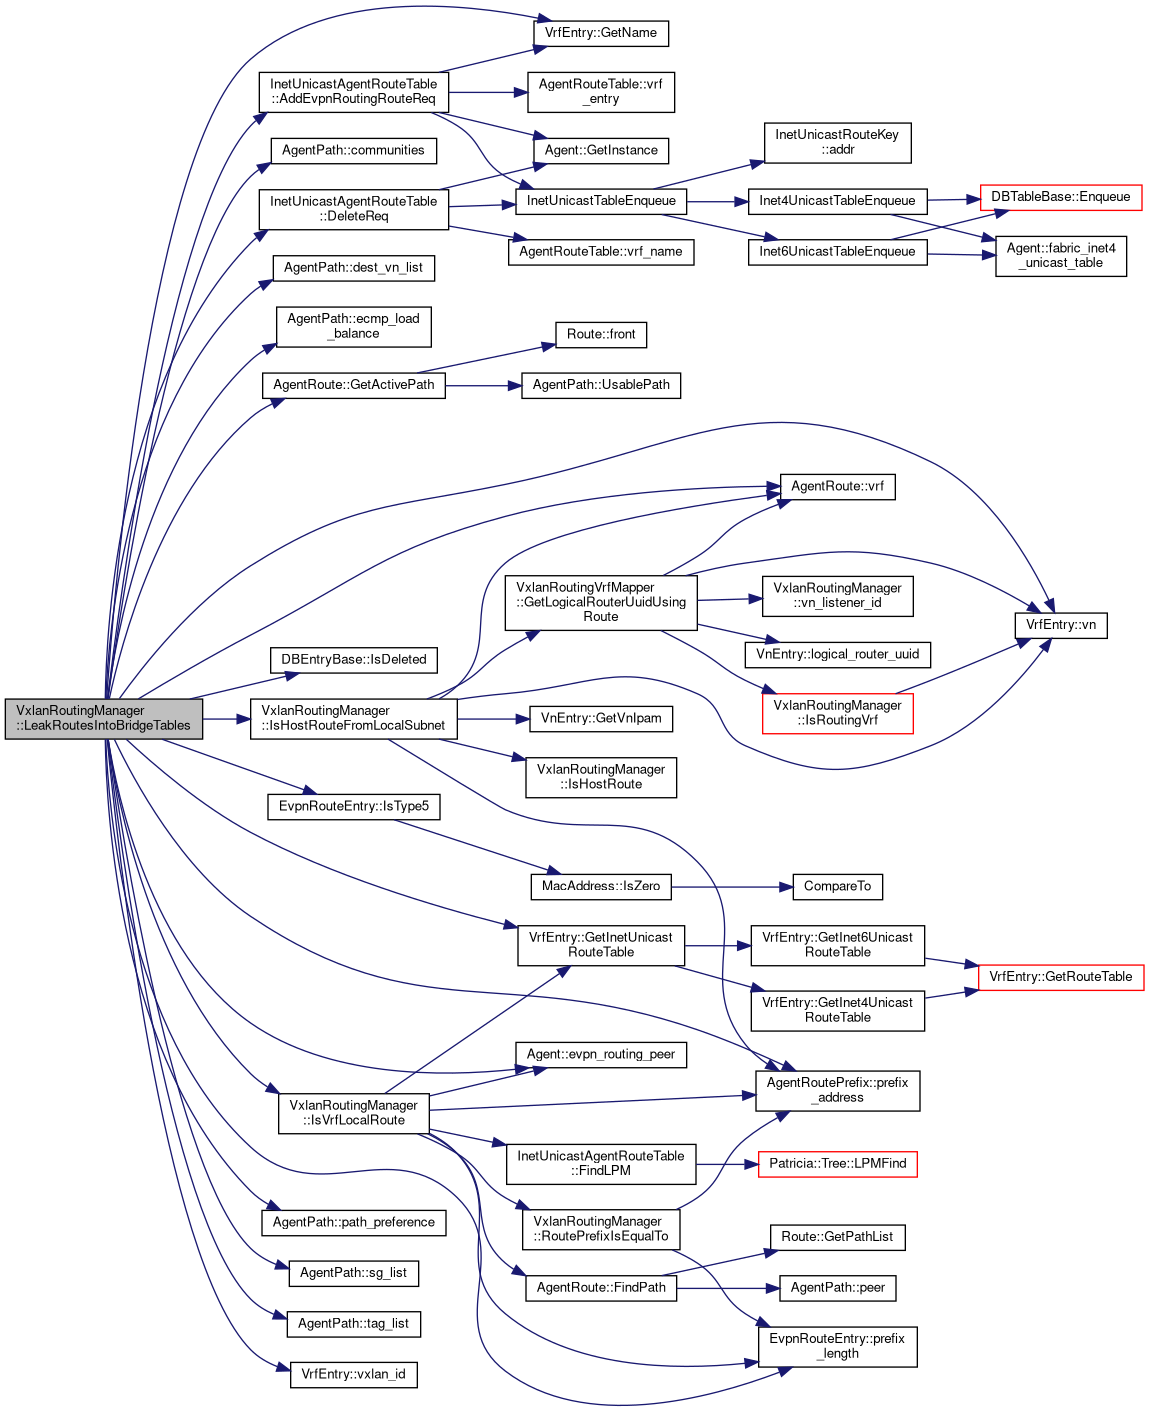 VrfEntry::GetName
InetUnicastAgentRouteTable
::AddEvpnRoutingRouteReq
AgentRouteTable::vrf
_entry
AgentPath::communities
Agent::GetInstance
InetUnicastRouteKey
::addr
InetUnicastAgentRouteTable
::DeleteReq
InetUnicastTableEnqueue
Inet4UnicastTableEnqueue
DBTableBase::Enqueue
AgentRouteTable::vrf_name
Inet6UnicastTableEnqueue
Agent::fabric_inet4
_unicast_table
AgentPath::dest_vn_list
AgentPath::ecmp_load
_balance
Route::front
AgentRoute::GetActivePath
AgentPath::UsablePath
AgentRoute::vrf
VxlanRoutingVrfMapper
::GetLogicalRouterUuidUsing
Route
VxlanRoutingManager
::vn_listener_id
VrfEntry::vn
VnEntry::logical_router_uuid
DBEntryBase::IsDeleted
VxlanRoutingManager
::LeakRoutesIntoBridgeTables
VxlanRoutingManager
::IsHostRouteFromLocalSubnet
VnEntry::GetVnIpam
VxlanRoutingManager
::IsRoutingVrf
VxlanRoutingManager
::IsHostRoute
EvpnRouteEntry::IsType5
MacAddress::IsZero
CompareTo
VrfEntry::GetInetUnicast
RouteTable
VrfEntry::GetInet6Unicast
RouteTable
VrfEntry::GetRouteTable
VrfEntry::GetInet4Unicast
RouteTable
Agent::evpn_routing_peer
AgentRoutePrefix::prefix
_address
VxlanRoutingManager
::IsVrfLocalRoute
InetUnicastAgentRouteTable
::FindLPM
Patricia::Tree::LPMFind
AgentPath::path_preference
VxlanRoutingManager
::RoutePrefixIsEqualTo
Route::GetPathList
AgentPath::sg_list
AgentRoute::FindPath
AgentPath::peer
AgentPath::tag_list
EvpnRouteEntry::prefix
_length
VrfEntry::vxlan_id